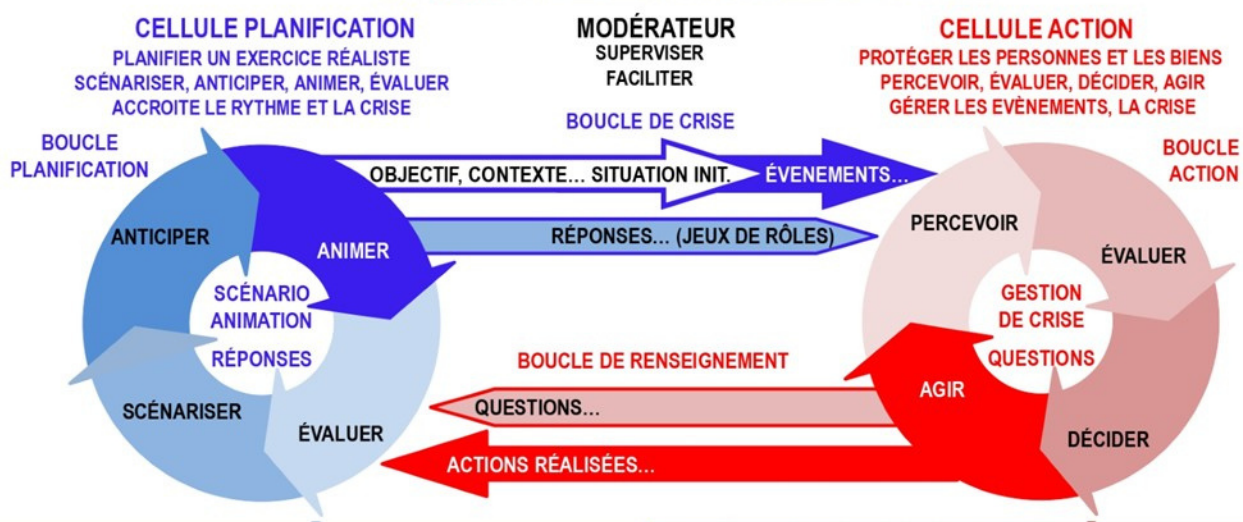 CELLULE PLANIFICATION
PLANIFIER UN EXERCICE RÉALISTE
SCÉNARISER, ANTICIPER, ANIMER, ÉVALUER
ACCROITE LE RYTHME ET LA CRISE
BOUCLE
PLANIFICATION
MODÉRATEUR
SUPERVISER
FACILITER
CELLULE ACTION
PROTÉGER LES PERSONNES ET LES BIENS
PERCEVOIR, ÉVALUER, DÉCIDER, AGIR
GÉRER LES EVÈNEMENTS, LA CRISE
BOUCLE
ACTION
BOUCLE DE CRISE
OBJECTIF, CONTEXTE... SITUATION INIT.
ÉVENEMENTS...
RÉPONSES... (JEUX DE RÔLES)
ANTICIPER
ANIMER
SCÉNARIO
ANIMATION
RÉPONSES
SCÉNARISER
ÉVALUER
PERCEVOIR
ÉVALUER
GESTION
DE CRISE
QUESTIONS
AGIR
DÉCIDER
BOUCLE DE RENSEIGNEMENT
QUESTIONS...
ACTIONS RÉALISÉES...